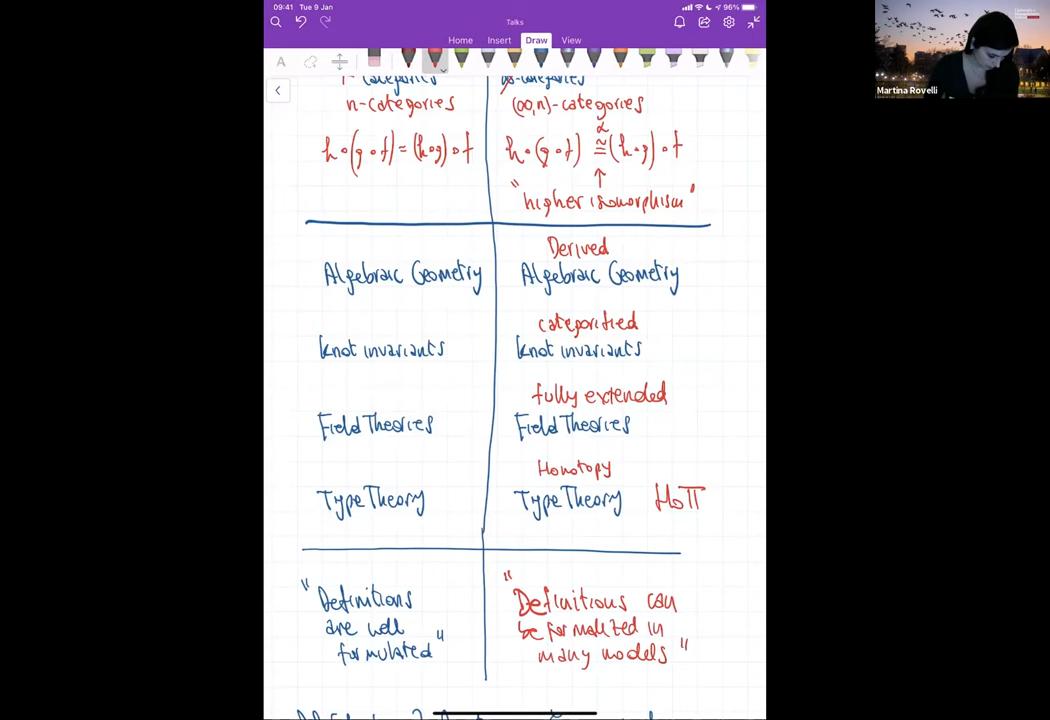 09:41 Tue 9 Jan
96%
Talks
Home Insert Draw View
Martina Rovelli
n-categories
(∞,n)-categories
h∘(g∘f) = (h∘g)∘f
h∘(g∘f) ≅ (h∘g)∘f
α
↑
"higher isomorphism"
Algebraic Geometry
Derived
Algebraic Geometry
knot invariants
categorified
knot invariants
Field Theories
fully extended
Field Theories
Type Theory
Homotopy
Type Theory HoTT
"Definitions
are well
formulated"
"Definitions can
be formalized in
many models"